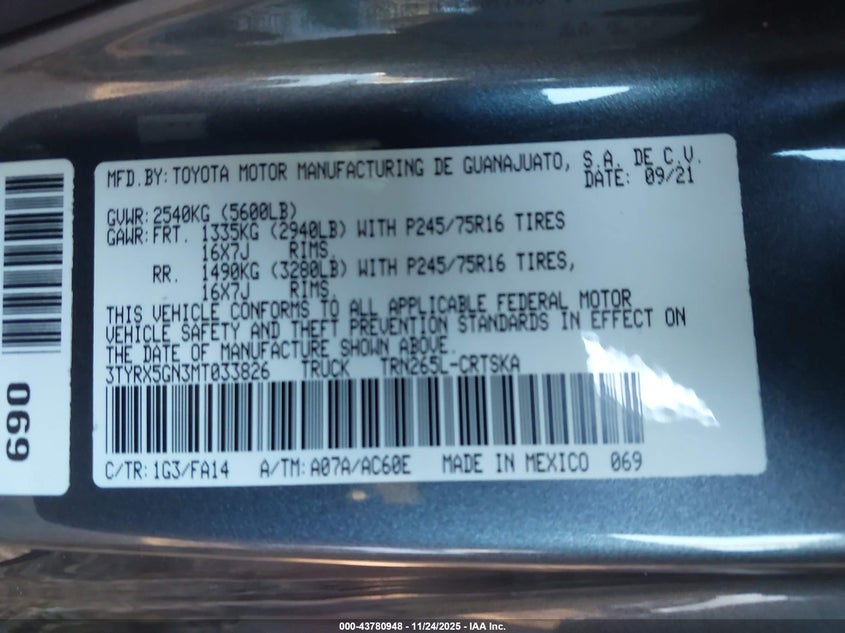 MFD.BY: TOYOTA MOTOR MANUFACTURING DE GUANAJUATO, S.A. DE C.V.
DATE: 09/21
GVWR: 2540KG (5600LB)
GAWR: FRT. 1335KG (2940LB) WITH P245/75R16 TIRES
16X7J RIMS
RR. 1490KG (3280LB) WITH P245/75R16 TIRES,
16X7J RIMS
THIS VEHICLE CONFORMS TO ALL APPLICABLE FEDERAL MOTOR
VEHICLE SAFETY AND THEFT PREVENTION STANDARDS IN EFFECT ON
THE DATE OF MANUFACTURE SHOWN ABOVE.
3TYRX5GN3MT033826 TRUCK TRN265L-CRTSKA
C/TR: 1G3/FA14 A/TM: A07A/AC60E MADE IN MEXICO 069
069
000-43780948 - 11/24/2025 - IAA Inc.